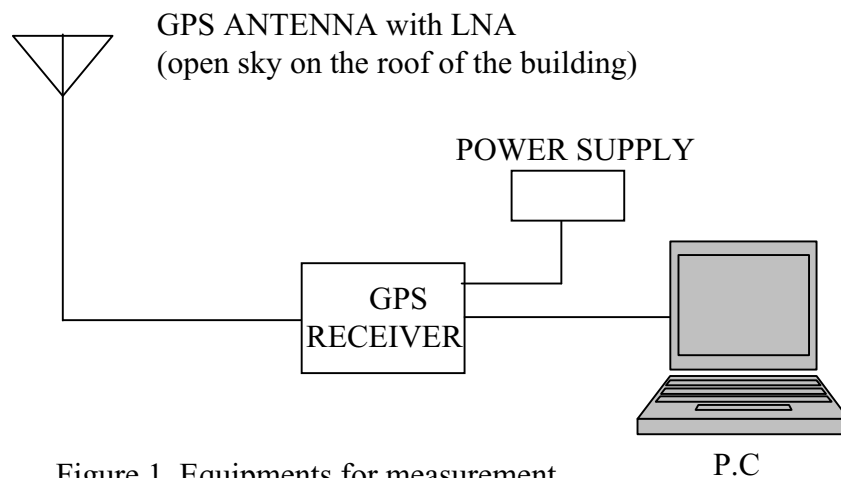 GPS ANTENNA with LNA
(open sky on the roof of the building)
POWER SUPPLY
GPS
RECEIVER
P.C
Figure 1. Equipments for measurement